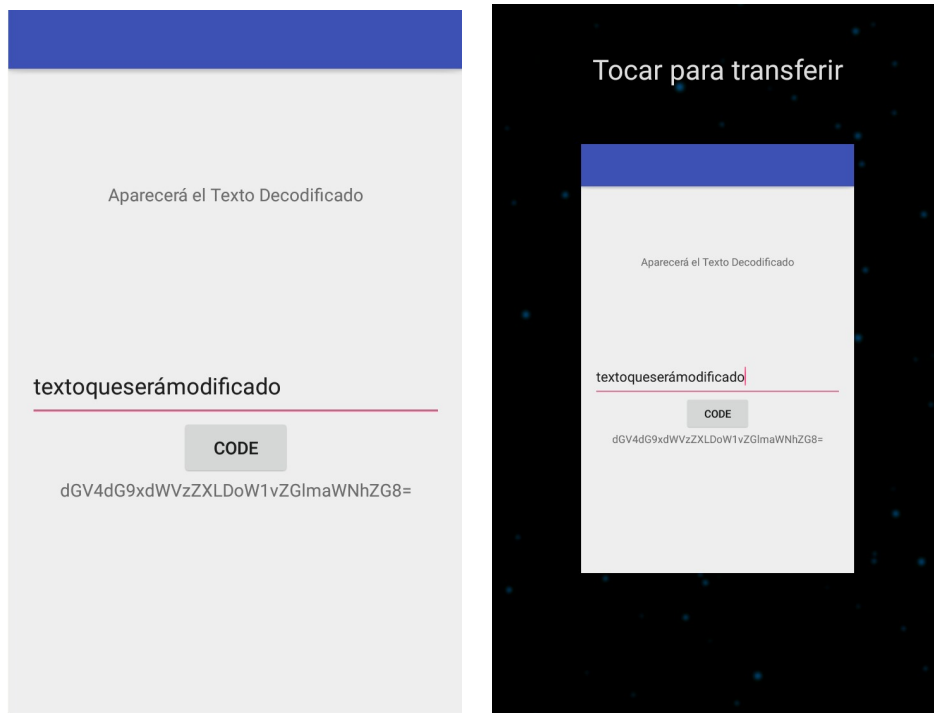 Aparecerá el Texto Decodificado
textoqueserámodificado
CODE
dGV4dG9xdWVzZXLDoW1vZGlmaWNhZG8=
Tocar para transferir
Aparecerá el Texto Decodificado
textoqueserámodificado
CODE
dGV4dG9xdWVzZXLDoW1vZGlmaWNhZG8=